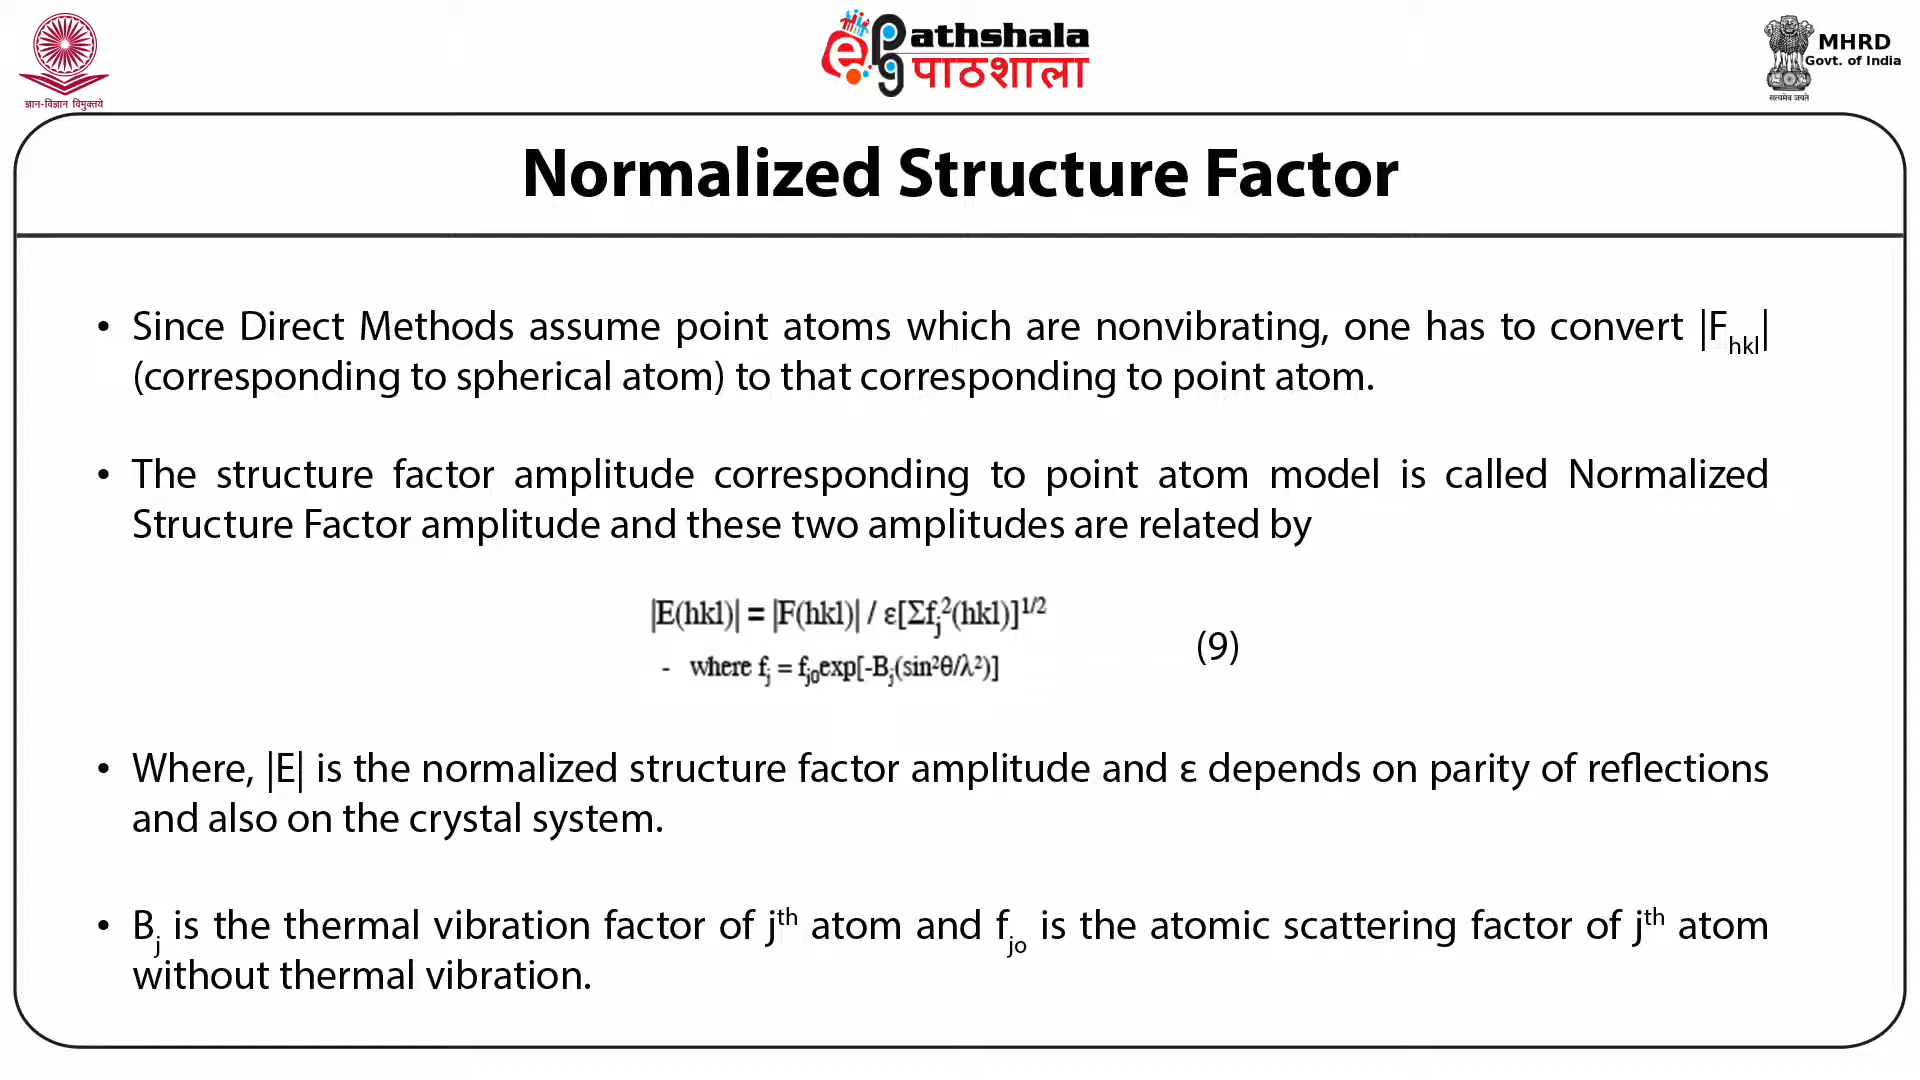 ज्ञान-विज्ञान विमुक्तये
ePG athshala
पाठशाला
MHRD
Govt. of India
सत्यमेव जयते
Normalized Structure Factor
• Since Direct Methods assume point atoms which are nonvibrating, one has to convert |Fhkl|
(corresponding to spherical atom) to that corresponding to point atom.
• The structure factor amplitude corresponding to point atom model is called Normalized
Structure Factor amplitude and these two amplitudes are related by
|E(hkl)| = |F(hkl)| / ε[Σfj²(hkl)]^1/2
- where fj = fj0exp[-Bj(sin²θ/λ²)]
(9)
• Where, |E| is the normalized structure factor amplitude and ε depends on parity of reflections
and also on the crystal system.
• Bj is the thermal vibration factor of jth atom and fjo is the atomic scattering factor of jth atom
without thermal vibration.